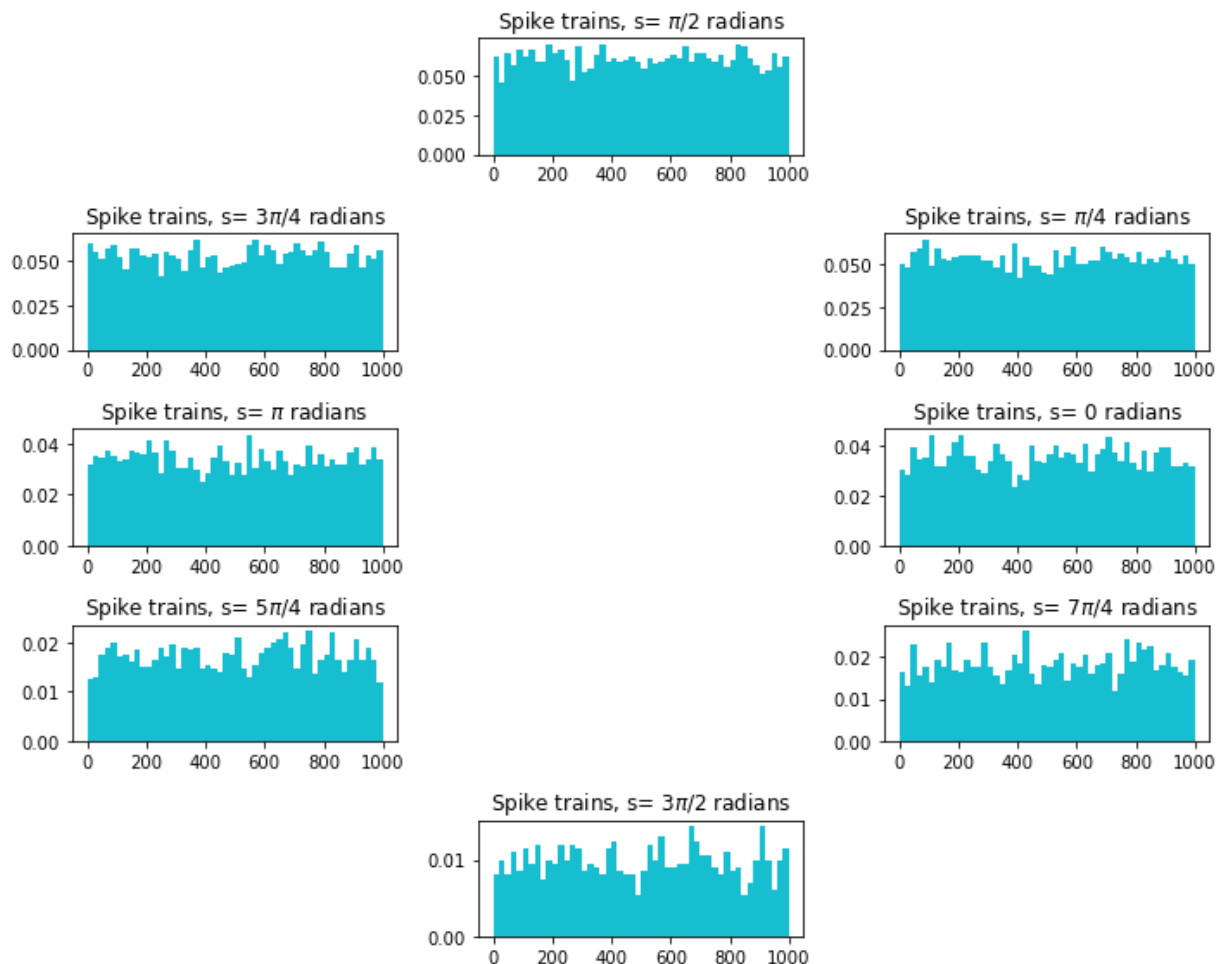 Spike trains, s= π/2 radians
0.050
0.025
0.000
0 200 400 600 800 1000
Spike trains, s= 3π/4 radians
0.050
0.025
0.000
0 200 400 600 800 1000
Spike trains, s= π/4 radians
0.050
0.025
0.000
0 200 400 600 800 1000
Spike trains, s= π radians
0.04
0.02
0.00
0 200 400 600 800 1000
Spike trains, s= 0 radians
0.04
0.02
0.00
0 200 400 600 800 1000
Spike trains, s= 5π/4 radians
0.02
0.01
0.00
0 200 400 600 800 1000
Spike trains, s= 7π/4 radians
0.02
0.01
0.00
0 200 400 600 800 1000
Spike trains, s= 3π/2 radians
0.01
0.00
0 200 400 600 800 1000